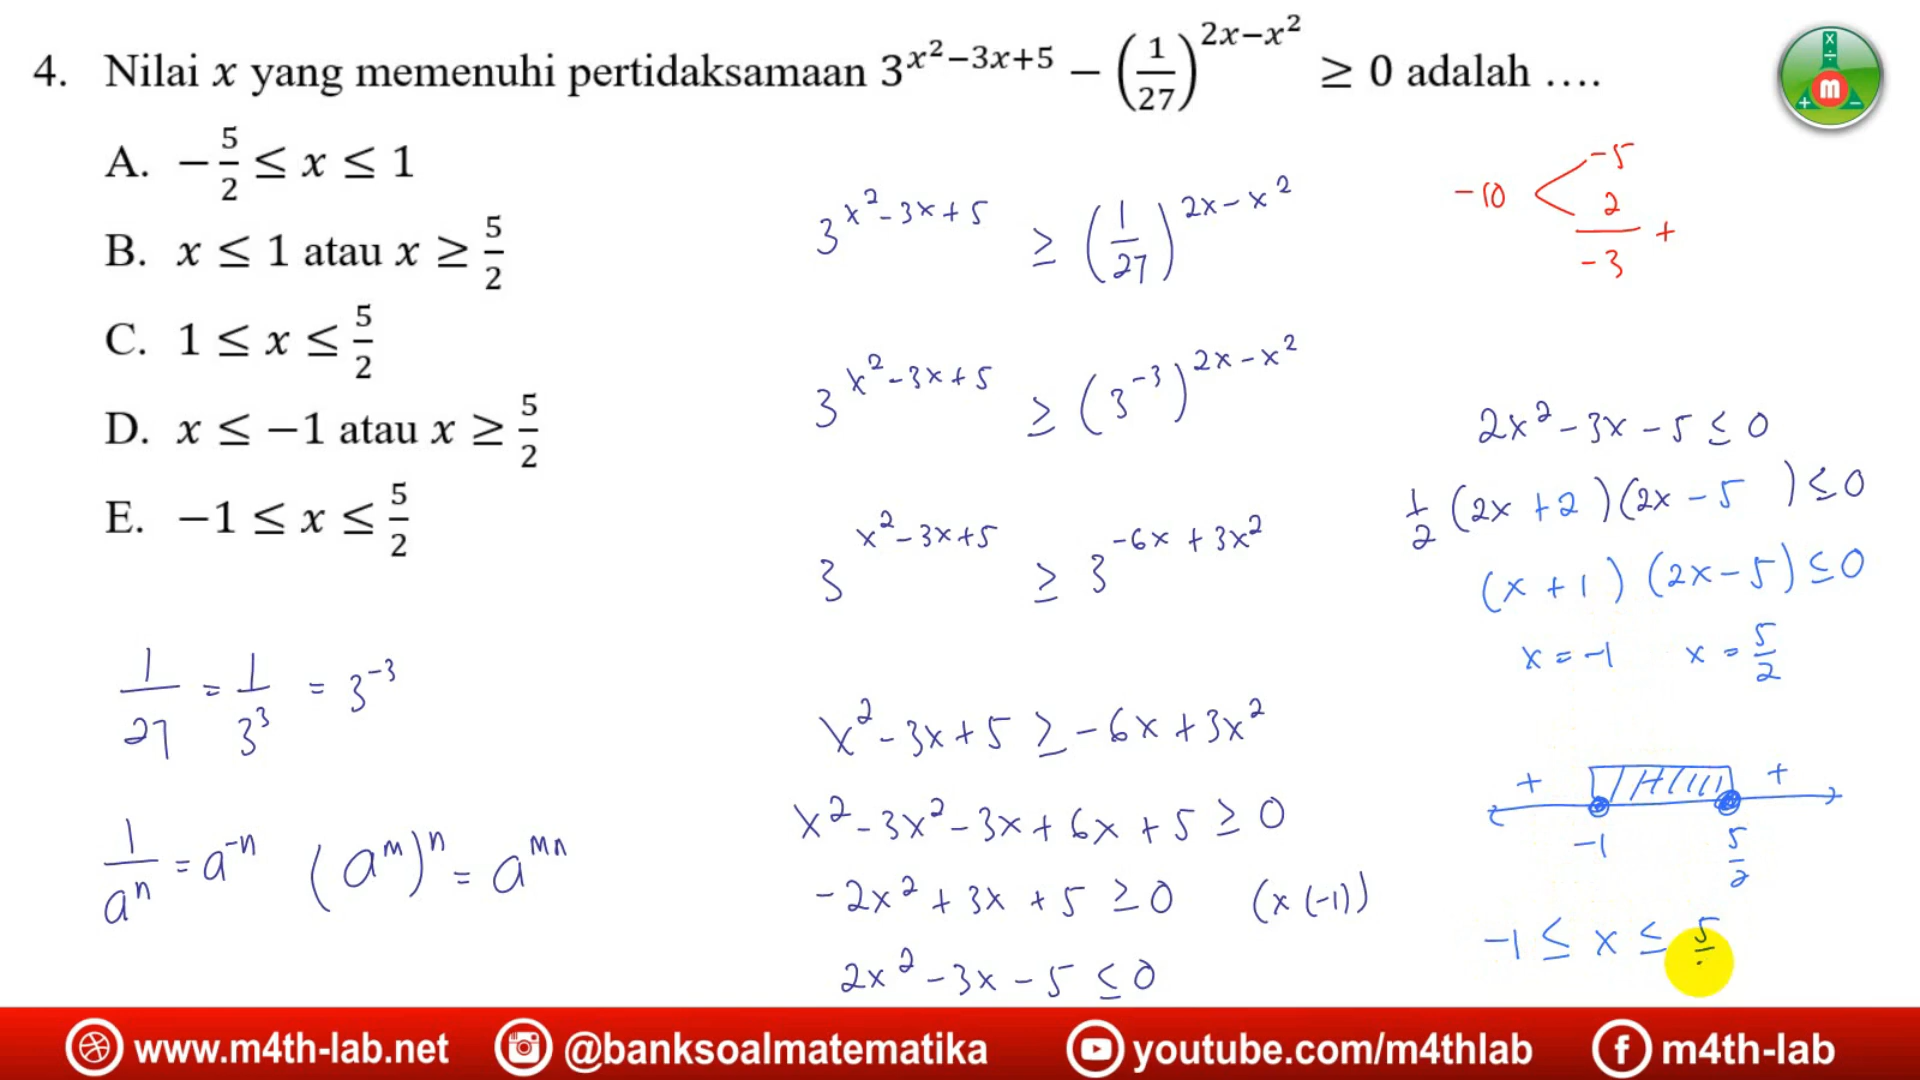 4. Nilai x yang memenuhi pertidaksamaan 3^(x²−3x+5) − (1/27)^(2x−x²) ≥ 0 adalah ....
A. −5/2 ≤ x ≤ 1
B. x ≤ 1 atau x ≥ 5/2
C. 1 ≤ x ≤ 5/2
D. x ≤ −1 atau x ≥ 5/2
E. −1 ≤ x ≤ 5/2
1/27 = 1/3³ = 3⁻³
1/aⁿ = a⁻ⁿ (aᵐ)ⁿ = aᵐⁿ
3^(x²-3x+5) ≥ (1/27)^(2x-x²)
3^(x²-3x+5) ≥ (3⁻³)^(2x-x²)
3^(x²-3x+5) ≥ 3^(-6x+3x²)
x²-3x+5 ≥ -6x+3x²
x²-3x²-3x+6x+5 ≥ 0
-2x²+3x+5 ≥ 0 (x (-1))
2x²-3x-5 ≤ 0
-10
-5
2
+
-3
2x²-3x-5 ≤ 0
1/2 (2x+2)(2x-5) ≤ 0
(x+1)(2x-5) ≤ 0
x = -1 x = 5/2
+ +
-1 5/2
-1 ≤ x ≤ 5
x ÷ m + −
www.m4th-lab.net @banksoalmatematika youtube.com/m4thlab f m4th-lab